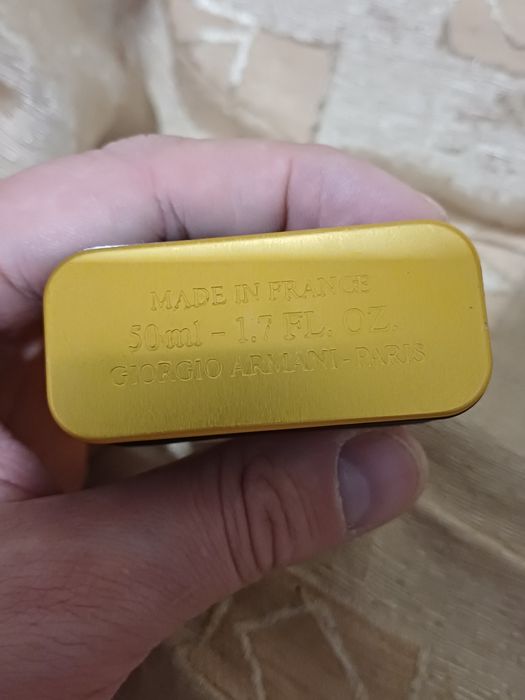 MADE IN FRANCE
50ml - 1.7 FL. OZ.
GIORGIO ARMANI - PARIS